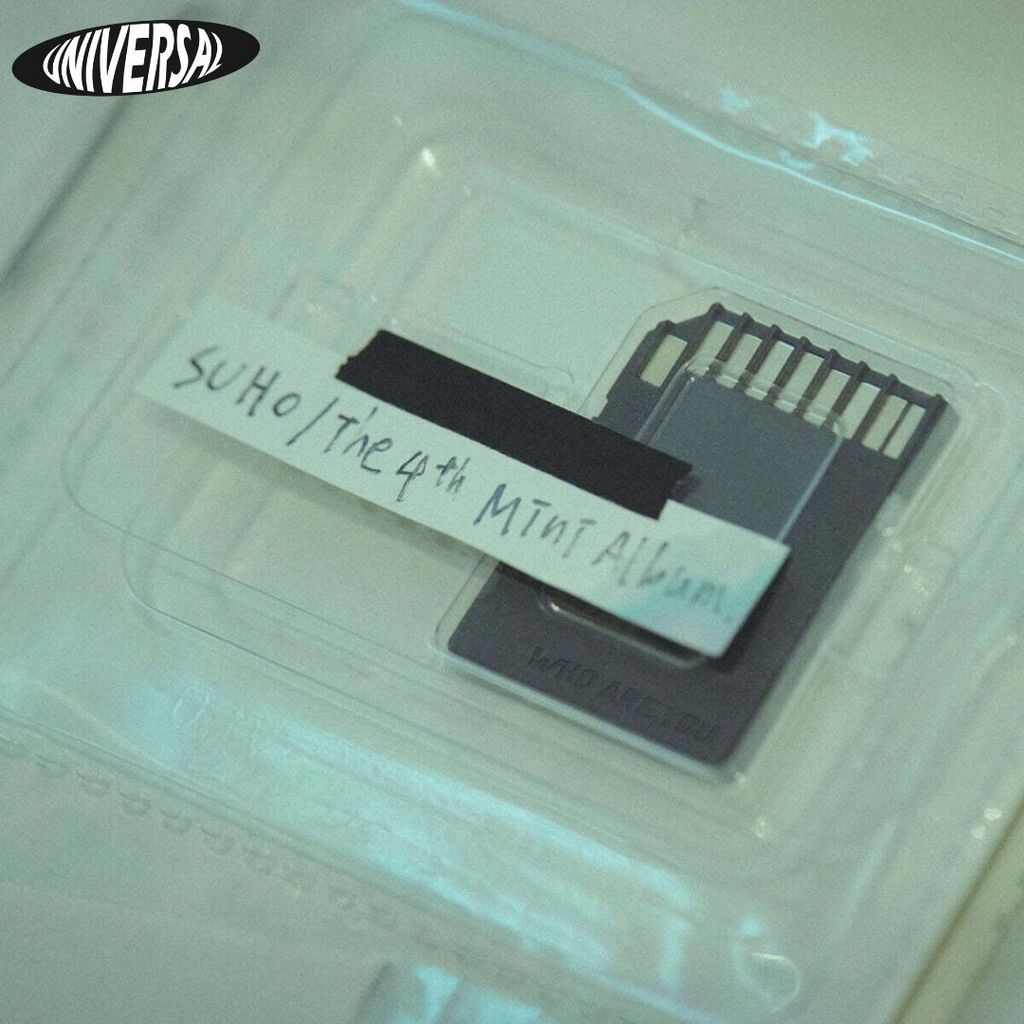 UNIVERSAL
SUHO/The 4th Mini Album.
WHO ARE YOU